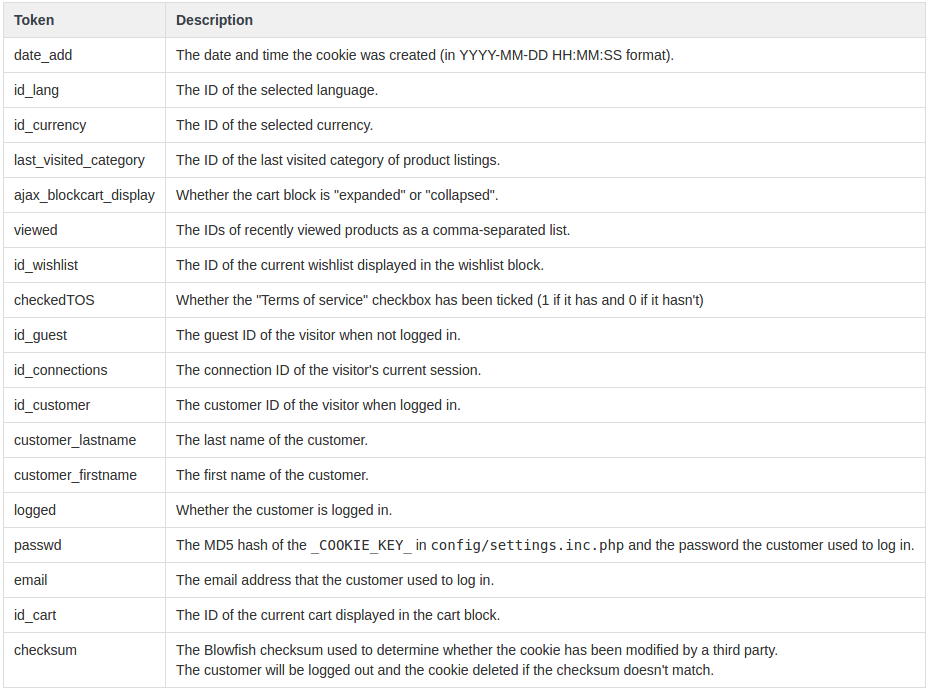 Token Description
date_add The date and time the cookie was created (in YYYY-MM-DD HH:MM:SS format).
id_lang The ID of the selected language.
id_currency The ID of the selected currency.
last_visited_category The ID of the last visited category of product listings.
ajax_blockcart_display Whether the cart block is "expanded" or "collapsed".
viewed The IDs of recently viewed products as a comma-separated list.
id_wishlist The ID of the current wishlist displayed in the wishlist block.
checkedTOS Whether the "Terms of service" checkbox has been ticked (1 if it has and 0 if it hasn't)
id_guest The guest ID of the visitor when not logged in.
id_connections The connection ID of the visitor's current session.
id_customer The customer ID of the visitor when logged in.
customer_lastname The last name of the customer.
customer_firstname The first name of the customer.
logged Whether the customer is logged in.
passwd The MD5 hash of the _COOKIE_KEY_ in config/settings.inc.php and the password the customer used to log in.
email The email address that the customer used to log in.
id_cart The ID of the current cart displayed in the cart block.
checksum The Blowfish checksum used to determine whether the cookie has been modified by a third party.
The customer will be logged out and the cookie deleted if the checksum doesn't match.